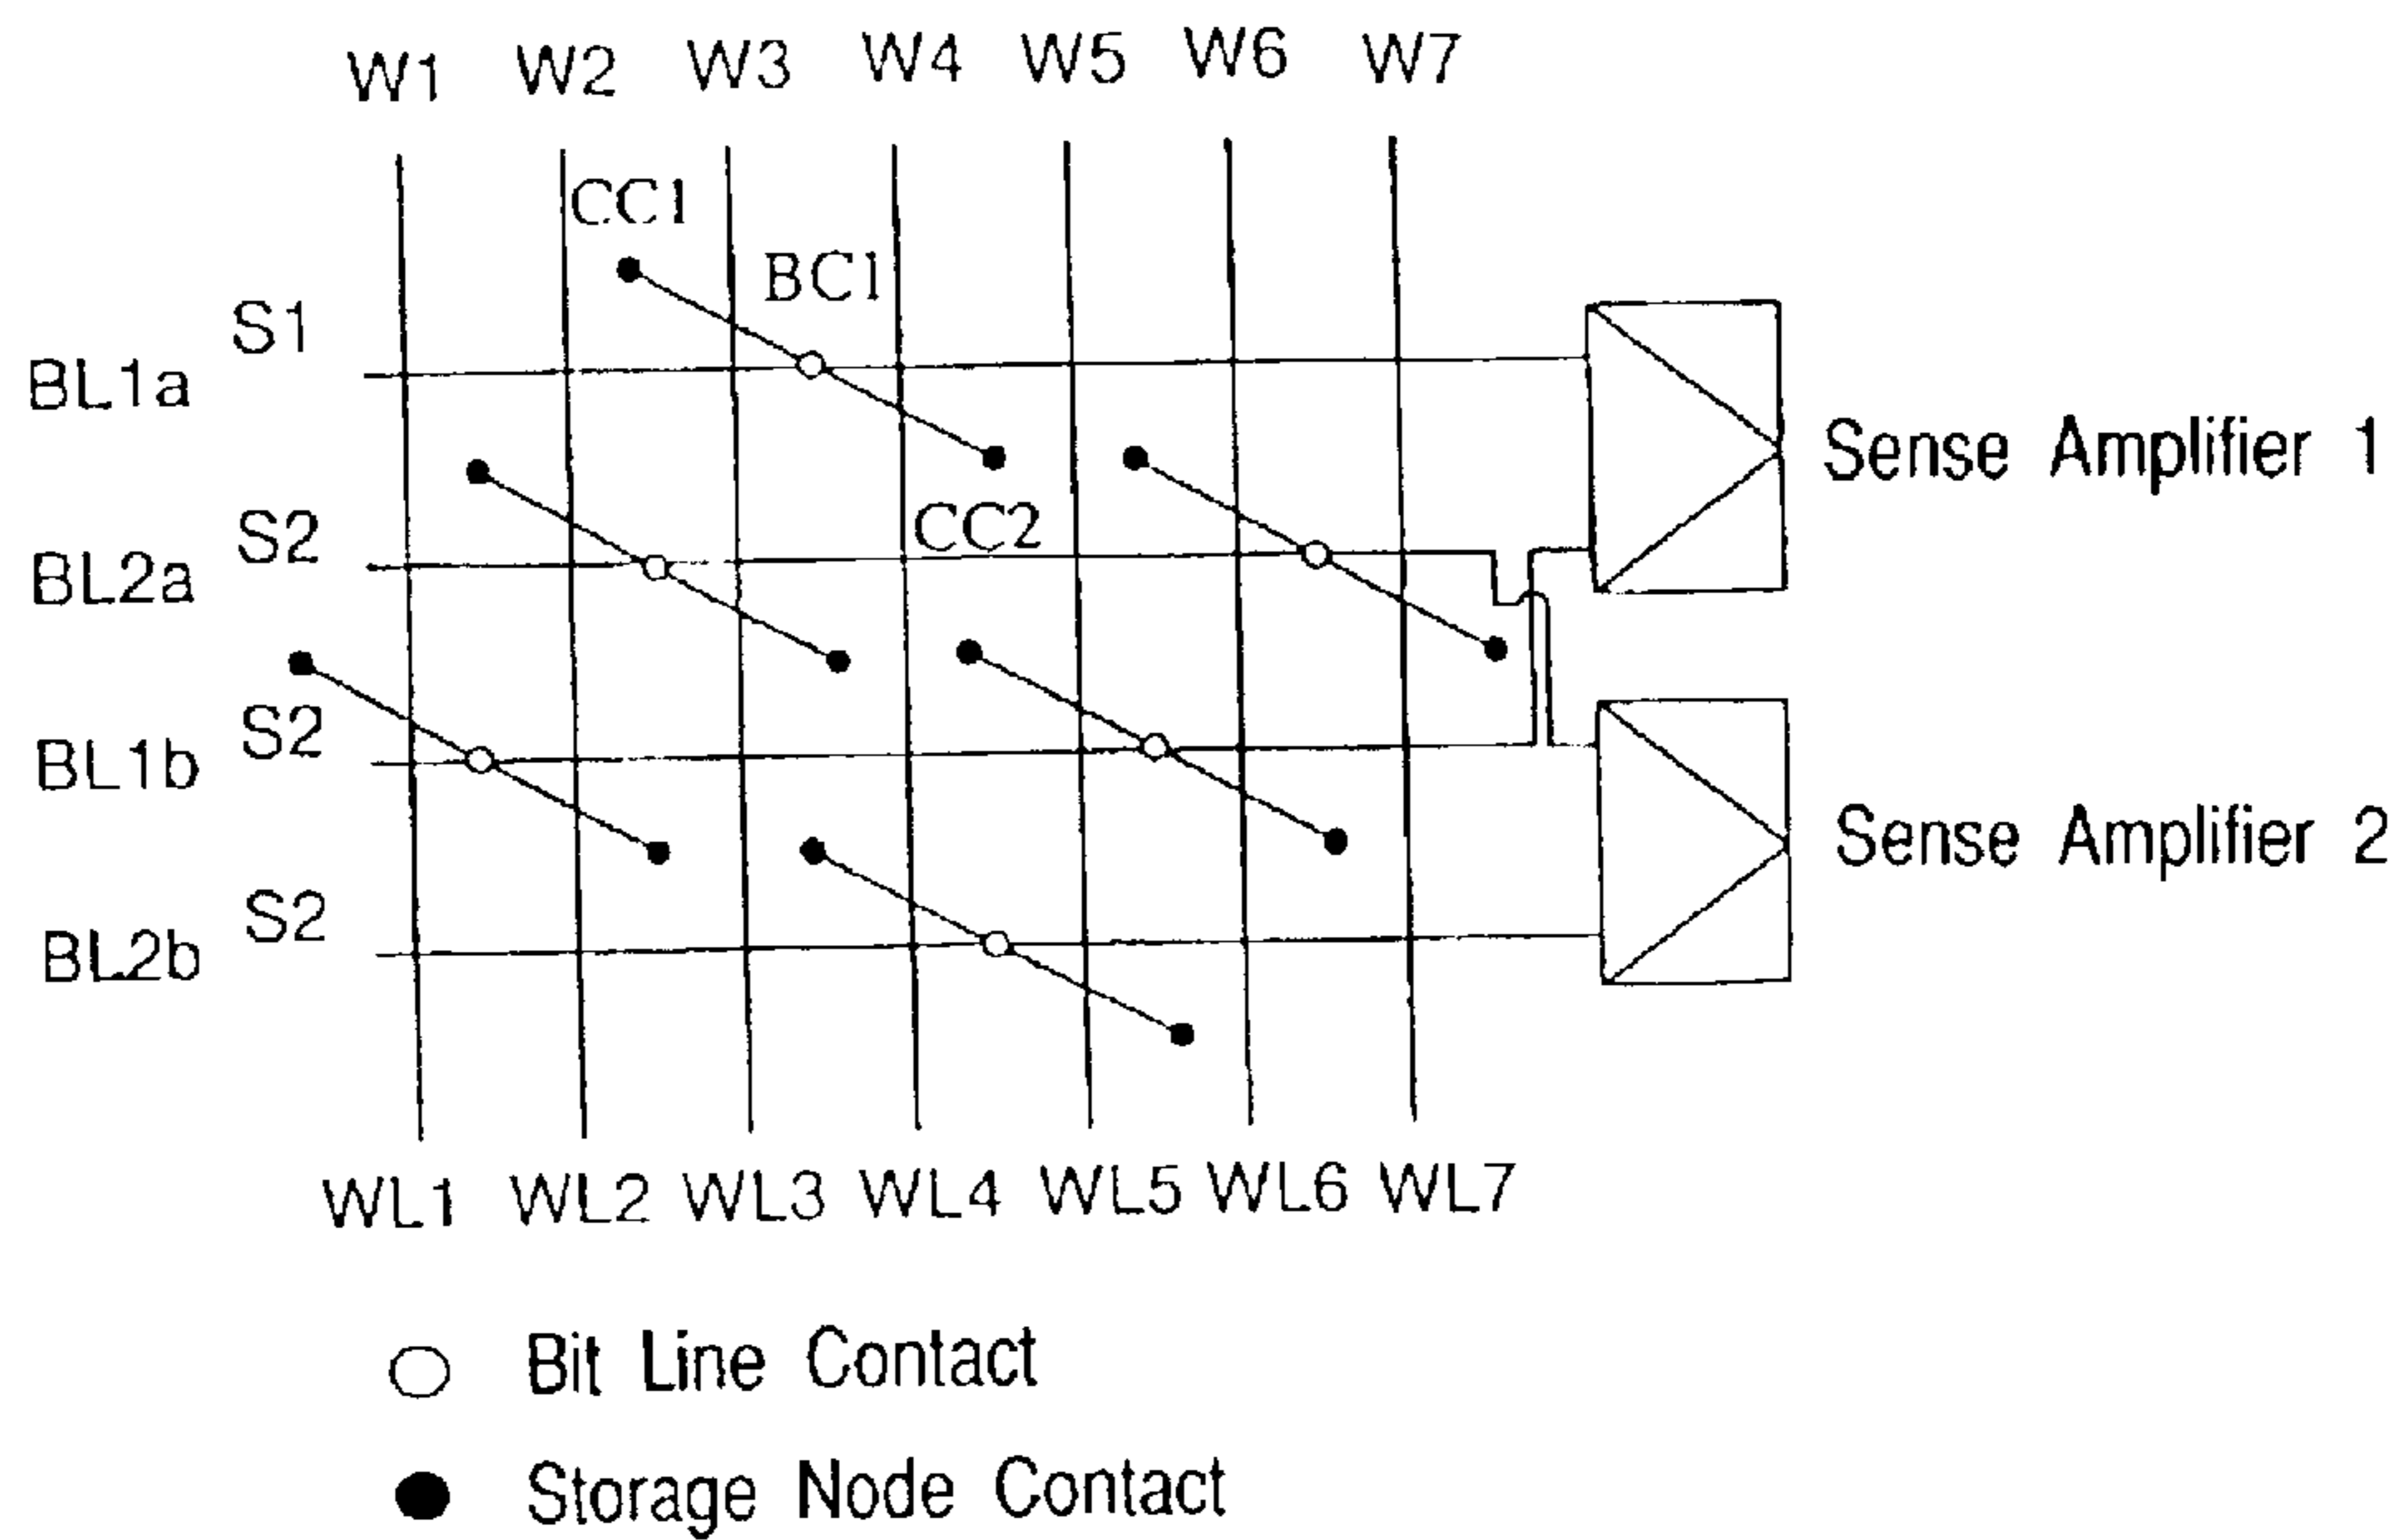 W1 W2 W3 W4 W5 W6 W7
CC1
BC1
S1
BL1a
Sense Amplifier 1
CC2
S2
BL2a
S2
BL1b
Sense Amplifier 2
S2
BL2b
WL1 WL2 WL3 WL4 WL5 WL6 WL7
Bit Line Contact
Storage Node Contact